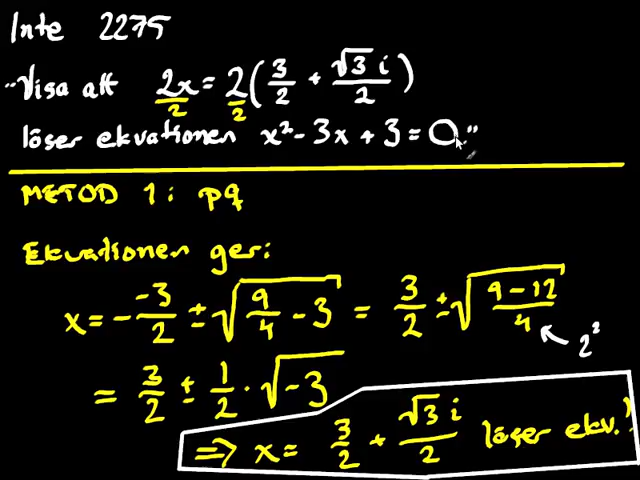 Inte 2275
"Visa att 2x/2 = 2/2 (3/2 + √3 i/2)
löser ekvationen x² - 3x + 3 = 0."
METOD 1: pq
Ekvationen ger:
x = - -3/2 ± √(9/4 - 3) = 3/2 ± √((9-12)/4)
2²
= 3/2 ± 1/2 · √-3
=> x = 3/2 + √3 i/2 löser ekv.!